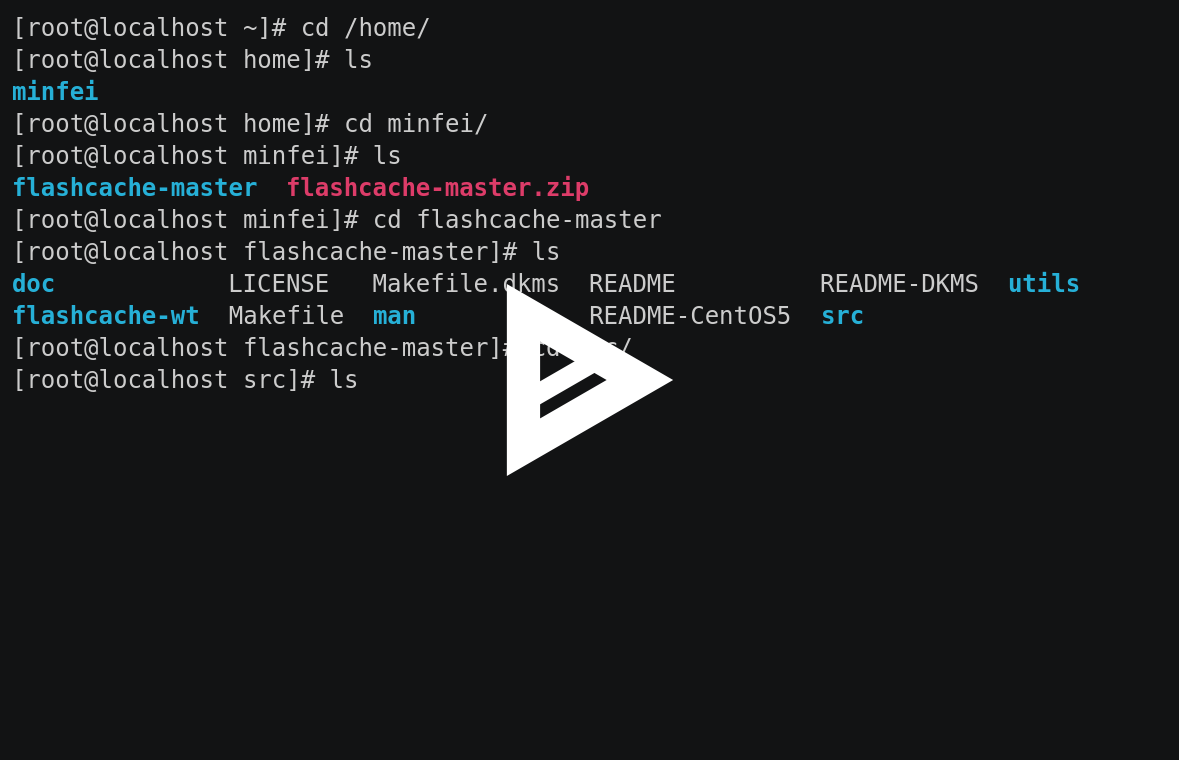 [root@localhost ~]# cd /home/
[root@localhost home]# ls
minfei
[root@localhost home]# cd minfei/
[root@localhost minfei]# ls
flashcache-master  flashcache-master.zip
[root@localhost minfei]# cd flashcache-master
[root@localhost flashcache-master]# ls
doc            LICENSE   Makefile.dkms  README          README-DKMS  utils
flashcache-wt  Makefile  man            README-CentOS5  src
[root@localhost flashcache-master]# cd
[root@localhost src]# ls